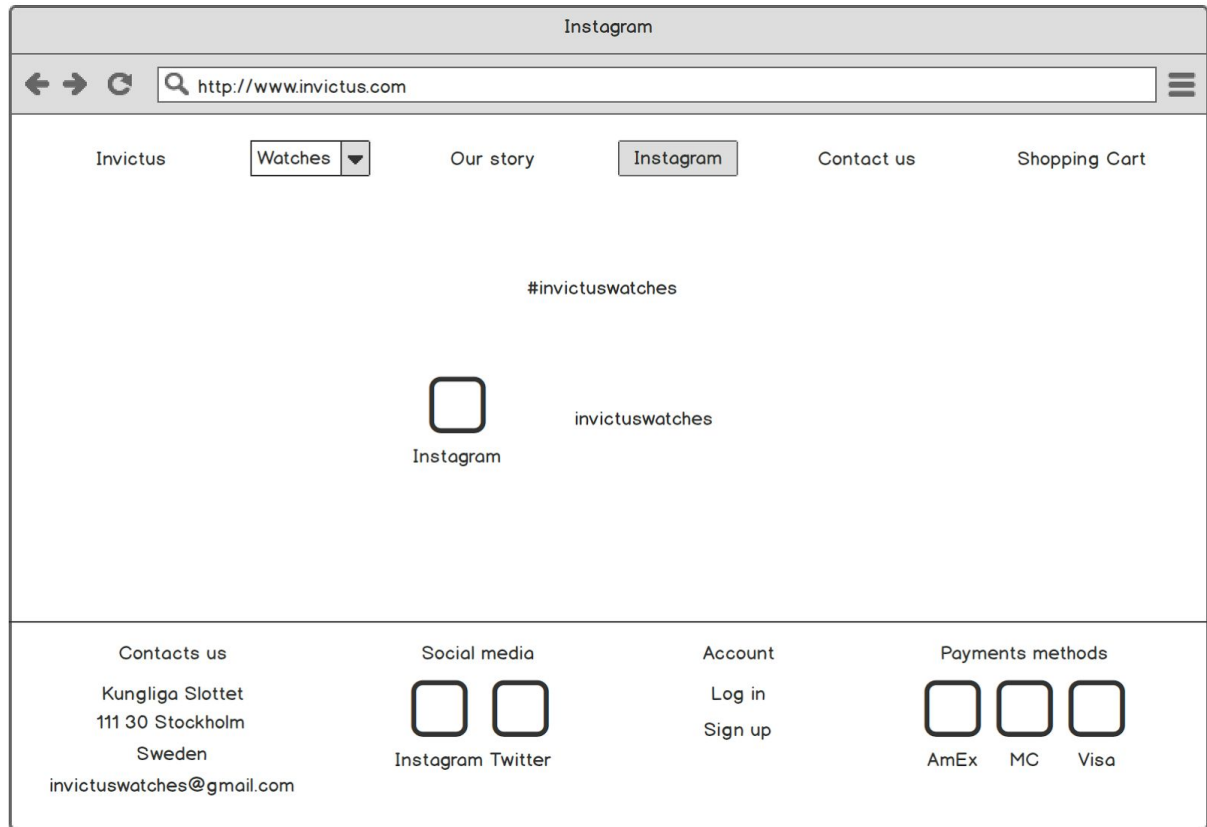 Instagram
http://www.invictus.com
Invictus Watches Our story Instagram Contact us Shopping Cart
#invictuswatches
invictuswatches
Instagram
Contacts us
Kungliga Slottet
111 30 Stockholm
Sweden
invictuswatches@gmail.com
Social media
Instagram Twitter
Account
Log in
Sign up
Payments methods
AmEx MC Visa